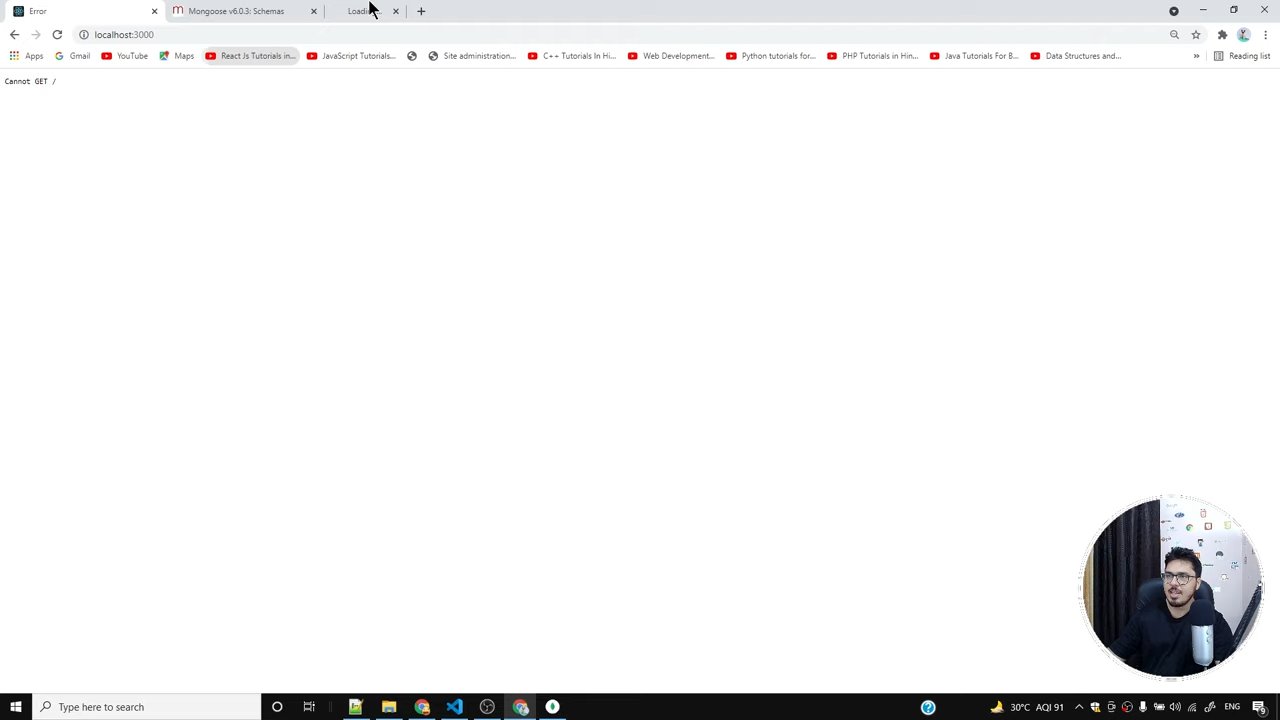 Error
Mongoose v6.0.3: Schemas
localhost:3000
Apps
Gmail
YouTube
Maps
React Js Tutorials in...
JavaScript Tutorials...
Site administration...
C++ Tutorials In Hi...
Web Development...
Python tutorials for...
PHP Tutorials in Hin...
Java Tutorials For B...
Data Structures and...
»
Reading list
Cannot GET /
Type here to search
30°C AQI 91
ENG